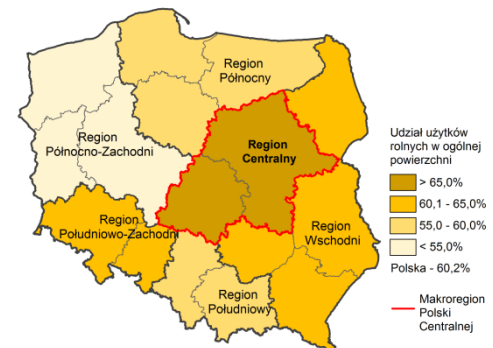 Region
Północny
Region
Północno-Zachodni
Region
Centralny
Region
Południowo-Zachodni
Region
Wschodni
Region
Południowy
Udział użytków
rolnych w ogólnej
powierzchni
> 65,0%
60,1 - 65,0%
55,0 - 60,0%
< 55,0%
Polska - 60,2%
Makroregion
Polski
Centralnej